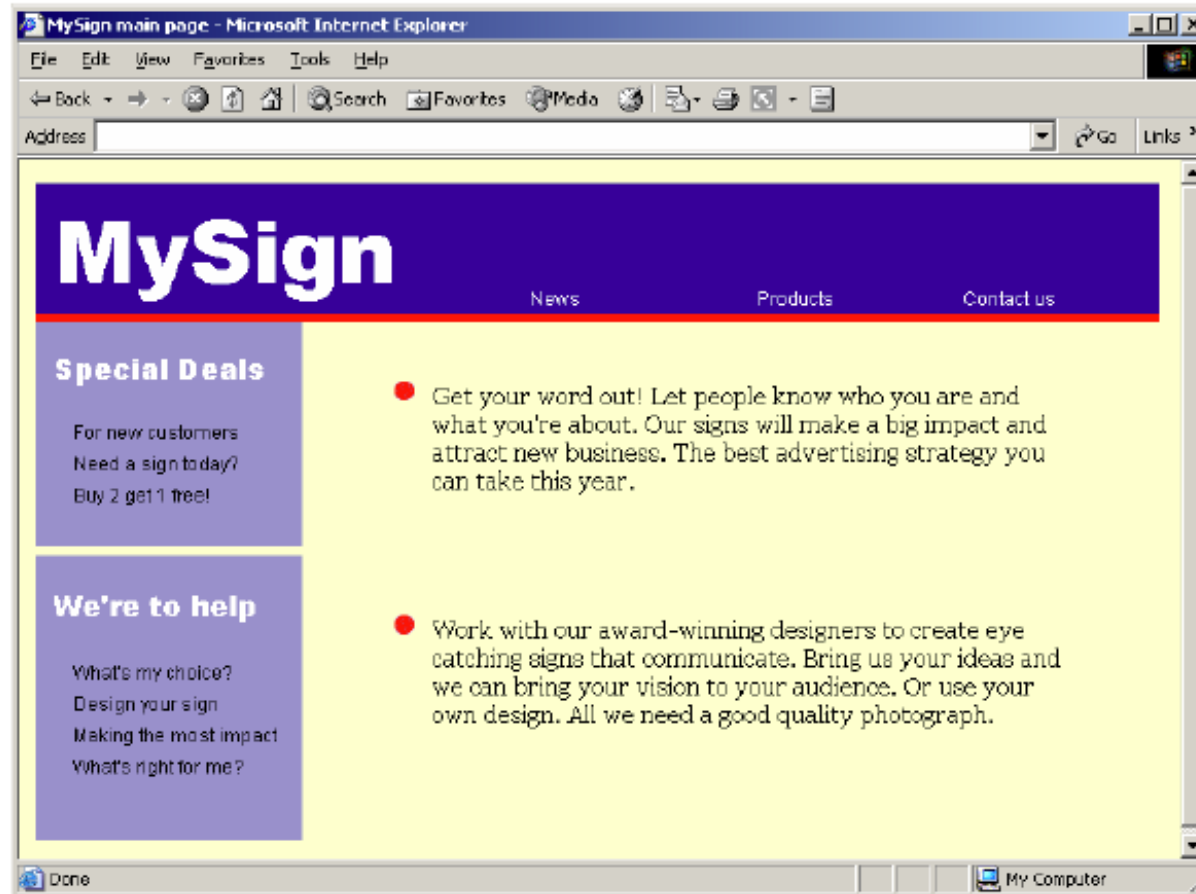 MySign main page - Microsoft Internet Explorer
File Edit View Favorites Tools Help
Back Search Favorites Media
Address Go Links
MySign
News Products Contact us
Special Deals
For new customers
Need a sign today?
Buy 2 get 1 free!
Get your word out! Let people know who you are and
what you're about. Our signs will make a big impact and
attract new business. The best advertising strategy you
can take this year.
We're to help
What's my choice?
Design your sign
Making the most impact
What's right for me?
Work with our award-winning designers to create eye
catching signs that communicate. Bring us your ideas and
we can bring your vision to your audience. Or use your
own design. All we need a good quality photograph.
Done My Computer